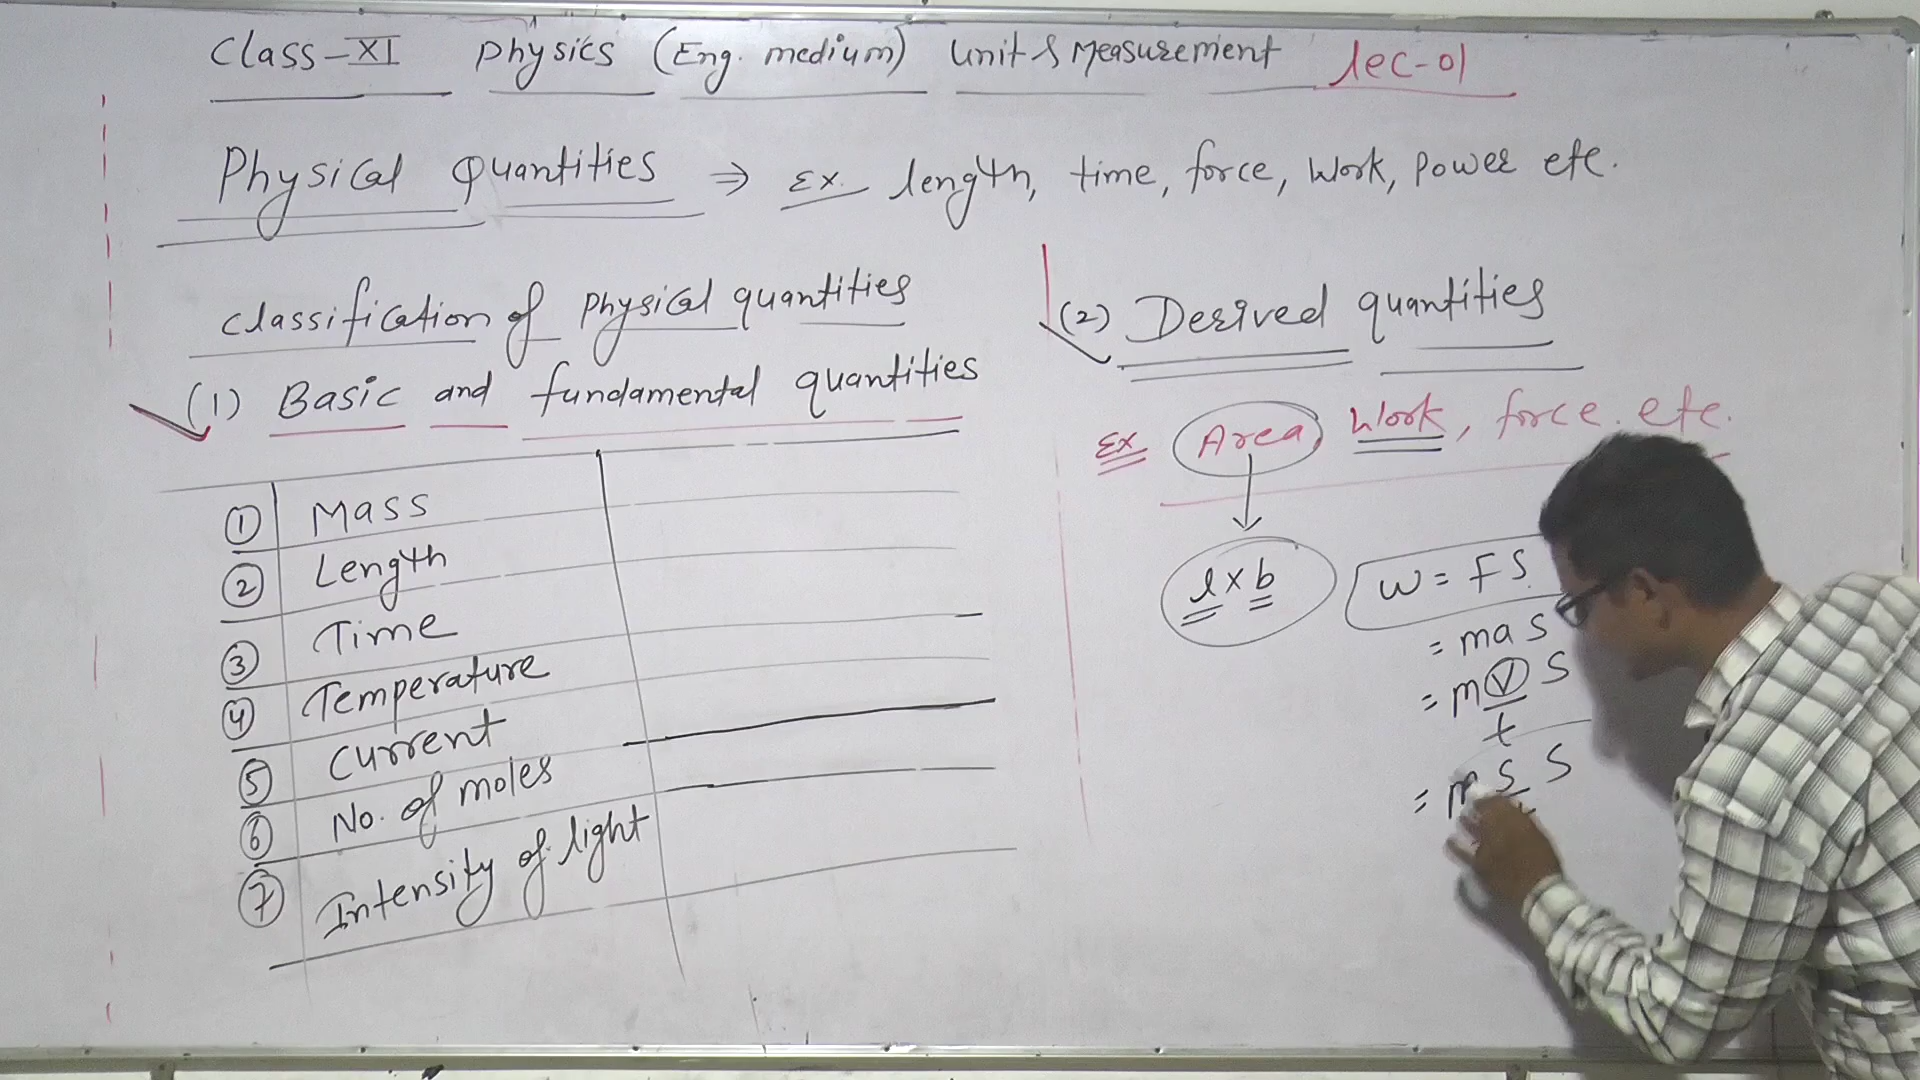 Class-XI Physics (Eng. medium) Unit & Measurement Lec-01
Physical Quantities ⇒ Ex. length, time, force, work, power etc.
Classification of physical quantities
(1) Basic and fundamental quantities
① Mass
② Length
③ Time
④ Temperature
⑤ Current
⑥ No. of moles
⑦ Intensity of light
(2) Derived quantities
Ex Area, Work, force. etc.
l x b
W = F S.
= mas
= m v/t s
= m s s